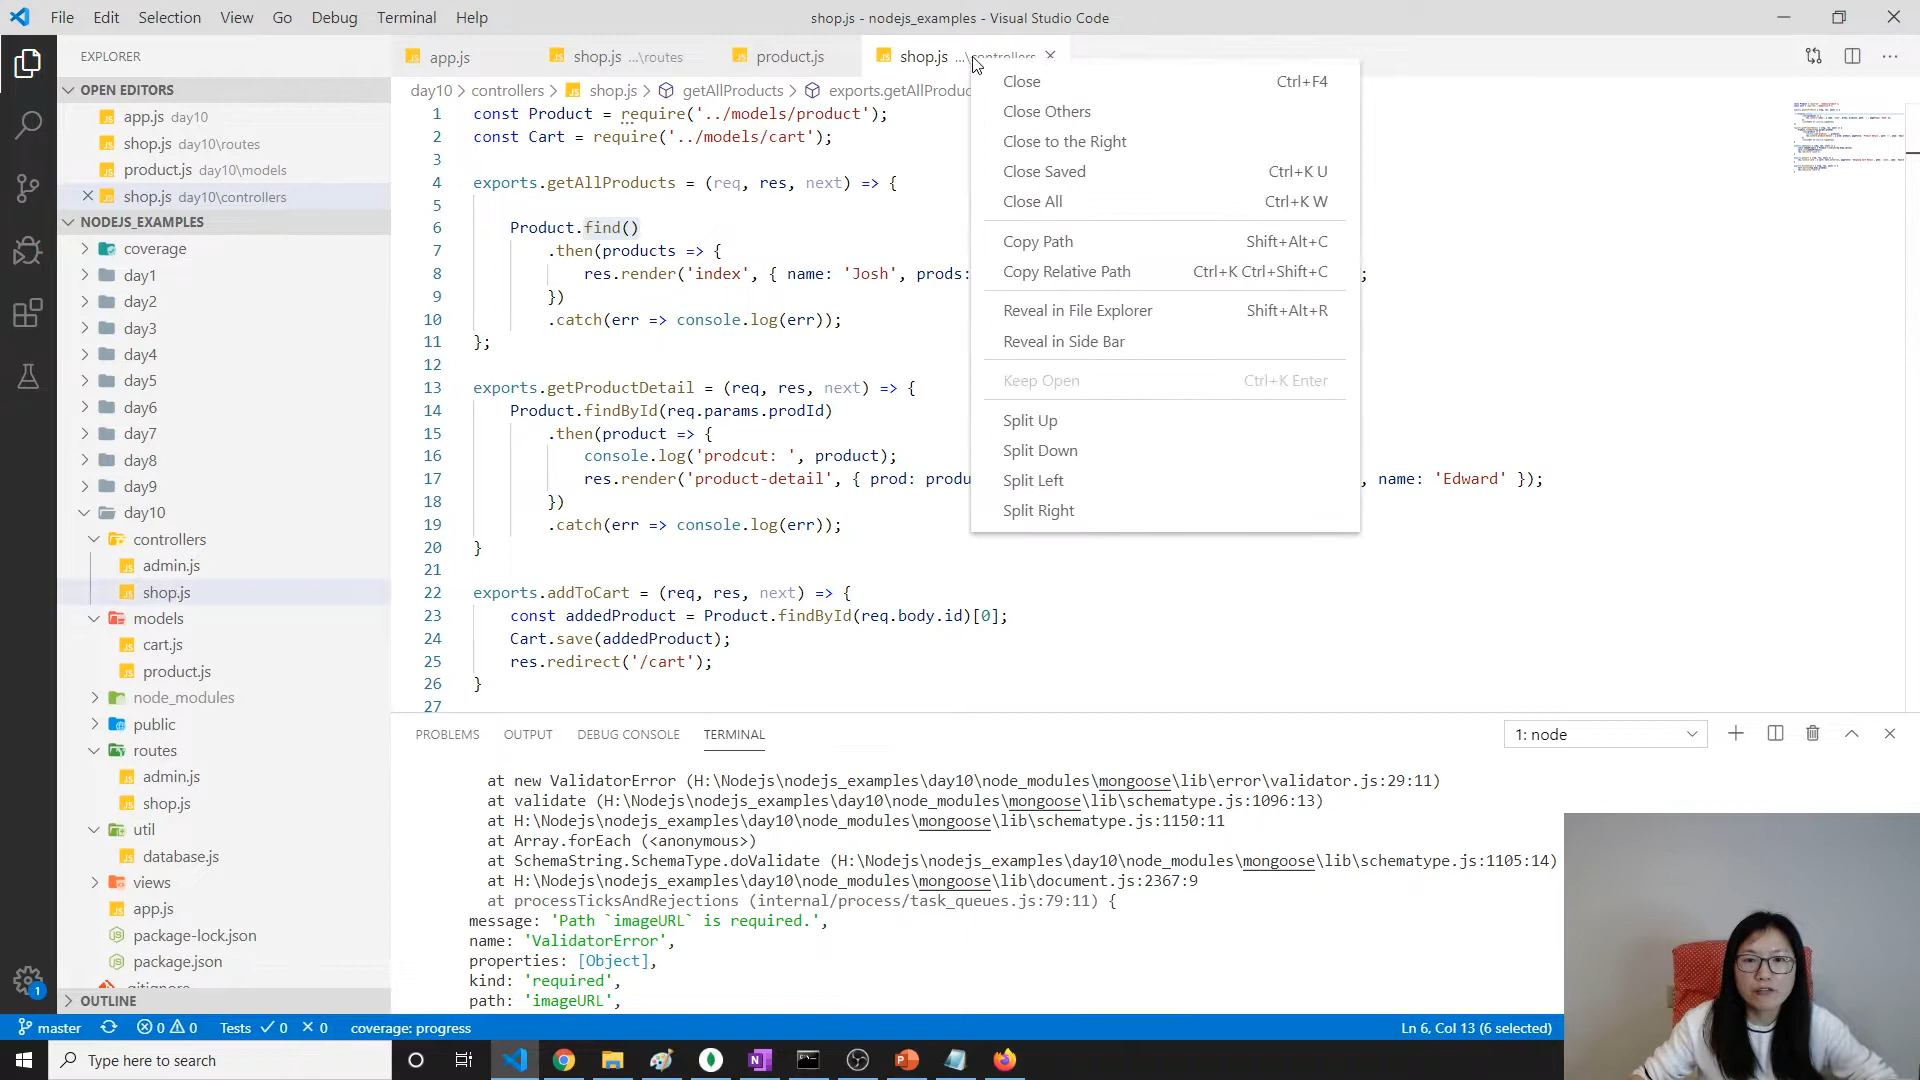 File Edit Selection View Go Debug Terminal Help
shop.js - nodejs_examples - Visual Studio Code
EXPLORER
OPEN EDITORS
app.js day10
shop.js day10\routes
product.js day10\models
shop.js day10\controllers
NODEJS_EXAMPLES
coverage
day1
day2
day3
day4
day5
day6
day7
day8
day9
day10
controllers
admin.js
shop.js
models
cart.js
product.js
node_modules
public
routes
admin.js
shop.js
util
database.js
views
app.js
package-lock.json
package.json
.gitignore
OUTLINE
app.js
shop.js ...\routes
product.js
shop.js ...\controllers
day10 > controllers > shop.js > getAllProducts > exports.getAllProduc
1 const Product = require('../models/product');
2 const Cart = require('../models/cart');
3
4 exports.getAllProducts = (req, res, next) => {
5
6 Product.find()
7 .then(products => {
8 res.render('index', { name: 'Josh', prods: ;
9 })
10 .catch(err => console.log(err));
11 };
12
13 exports.getProductDetail = (req, res, next) => {
14 Product.findById(req.params.prodId)
15 .then(product => {
16 console.log('prodcut: ', product);
17 res.render('product-detail', { prod: produ , name: 'Edward' });
18 })
19 .catch(err => console.log(err));
20 }
21
22 exports.addToCart = (req, res, next) => {
23 const addedProduct = Product.findById(req.body.id)[0];
24 Cart.save(addedProduct);
25 res.redirect('/cart');
26 }
27
Close Ctrl+F4
Close Others
Close to the Right
Close Saved Ctrl+K U
Close All Ctrl+K W
Copy Path Shift+Alt+C
Copy Relative Path Ctrl+K Ctrl+Shift+C
Reveal in File Explorer Shift+Alt+R
Reveal in Side Bar
Keep Open Ctrl+K Enter
Split Up
Split Down
Split Left
Split Right
PROBLEMS OUTPUT DEBUG CONSOLE TERMINAL
1: node
at new ValidatorError (H:\Nodejs\nodejs_examples\day10\node_modules\mongoose\lib\error\validator.js:29:11)
at validate (H:\Nodejs\nodejs_examples\day10\node_modules\mongoose\lib\schematype.js:1096:13)
at H:\Nodejs\nodejs_examples\day10\node_modules\mongoose\lib\schematype.js:1150:11
at Array.forEach (<anonymous>)
at SchemaString.SchemaType.doValidate (H:\Nodejs\nodejs_examples\day10\node_modules\mongoose\lib\schematype.js:1105:14)
at H:\Nodejs\nodejs_examples\day10\node_modules\mongoose\lib\document.js:2367:9
at processTicksAndRejections (internal/process/task_queues.js:79:11) {
message: 'Path `imageURL` is required.',
name: 'ValidatorError',
properties: [Object],
kind: 'required',
path: 'imageURL',
1
master 0 0 Tests 0 0 coverage: progress
Ln 6, Col 13 (6 selected)
Type here to search